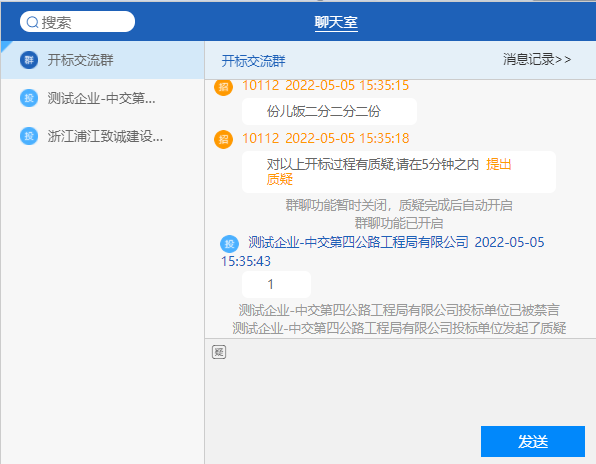 搜索
聊天室
群 开标交流群
投 测试企业-中交第...
投 浙江浦江致诚建设...
开标交流群 消息记录>>
招 10112 2022-05-05 15:35:15
份儿饭二分二分二份
招 10112 2022-05-05 15:35:18
对以上开标过程有质疑,请在5分钟之内 提出
质疑
群聊功能暂时关闭，质疑完成后自动开启
群聊功能已开启
投 测试企业-中交第四公路工程局有限公司 2022-05-05
15:35:43
1
测试企业-中交第四公路工程局有限公司投标单位已被禁言
测试企业-中交第四公路工程局有限公司投标单位发起了质疑
疑
发送